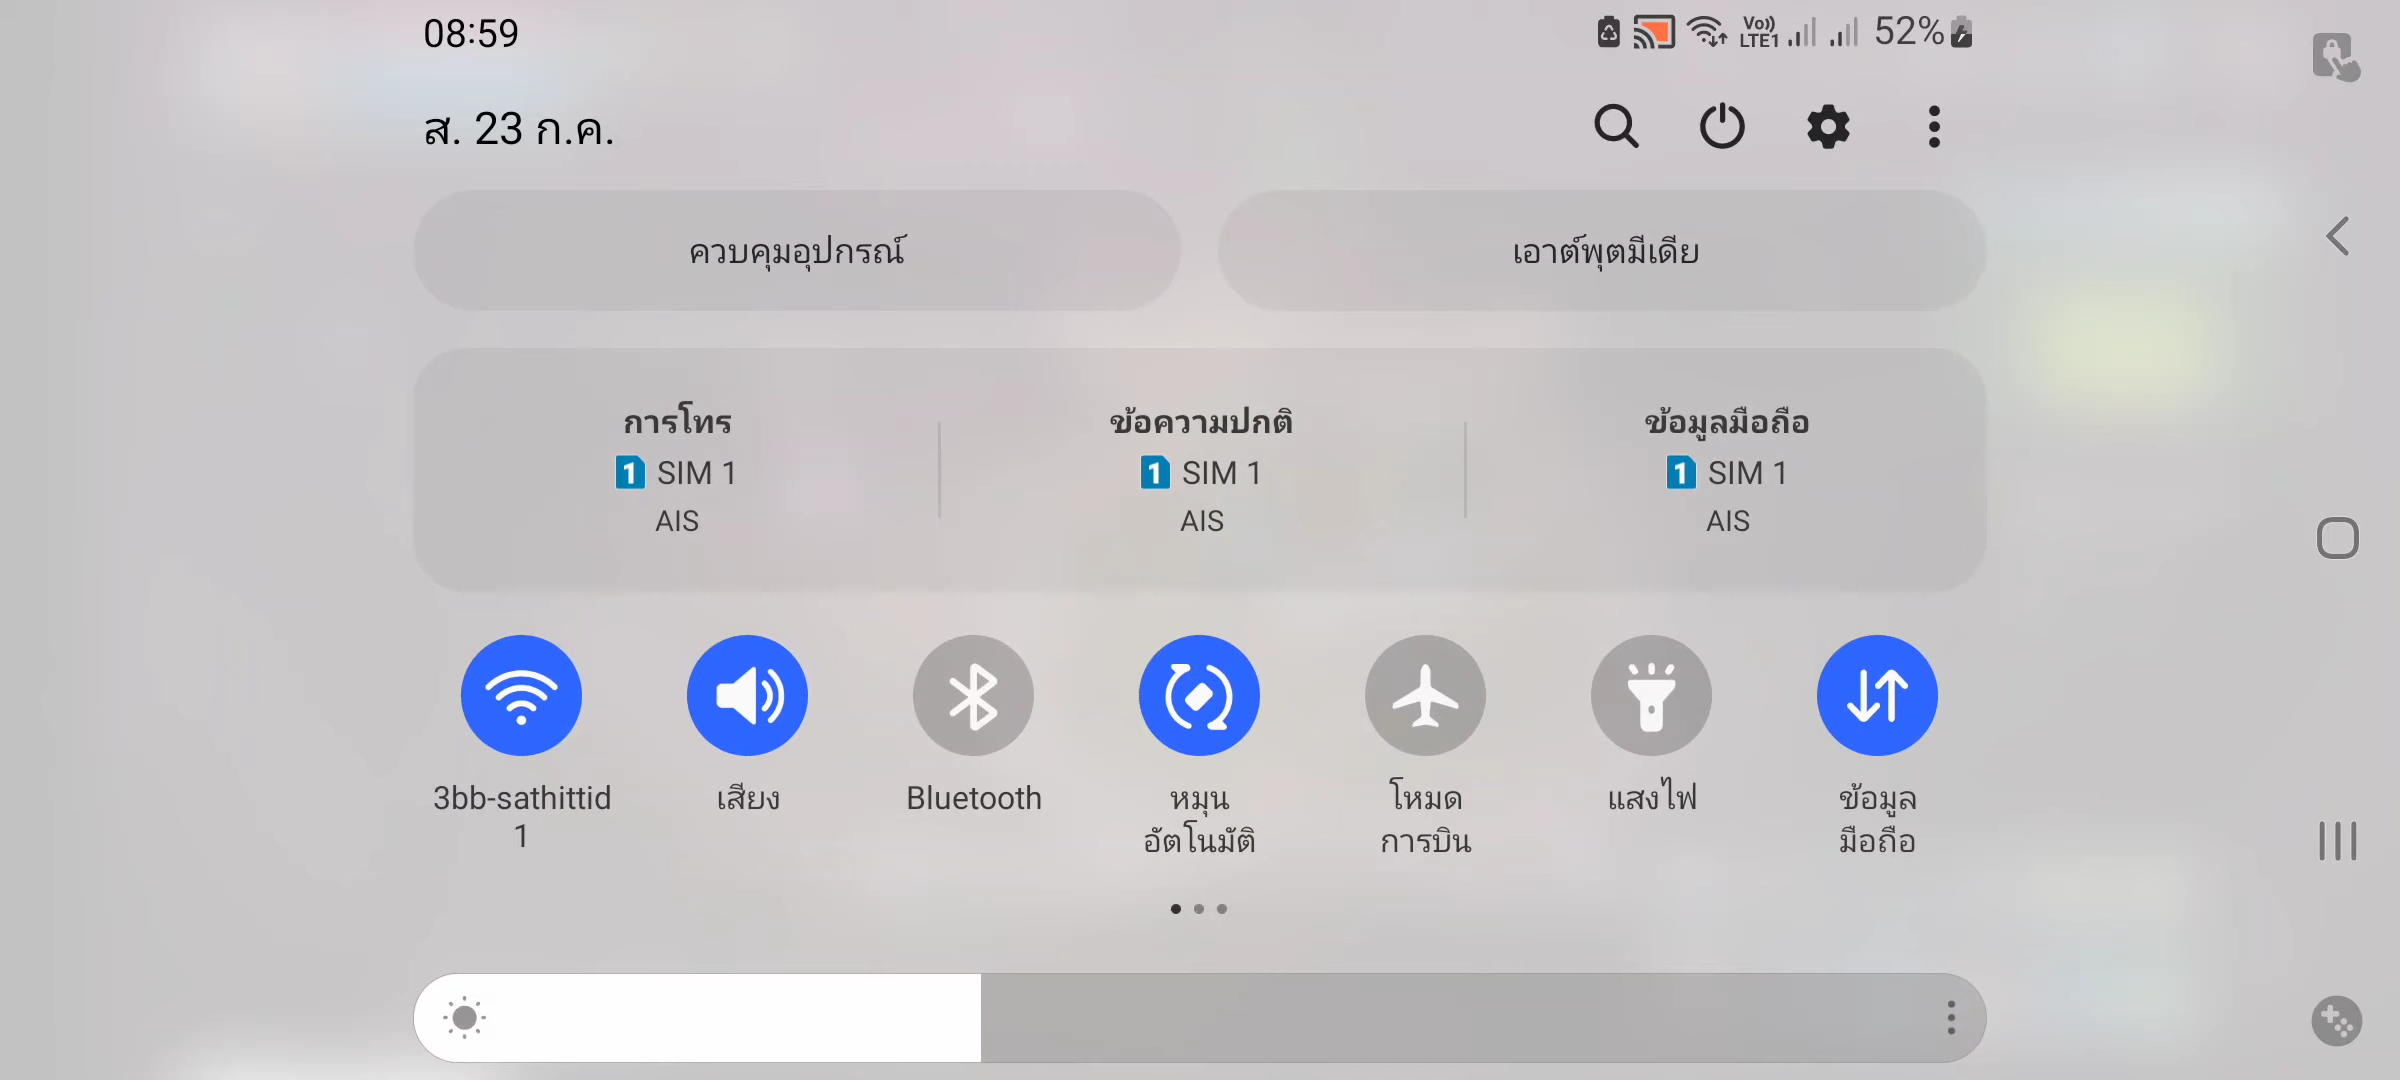 08:59
Vo)) LTE1 52%
ส. 23 ก.ค.
ควบคุมอุปกรณ์
เอาต์พุตมีเดีย
การโทร
1 SIM 1
AIS
ข้อความปกติ
1 SIM 1
AIS
ข้อมูลมือถือ
1 SIM 1
AIS
3bb-sathittid
1
เสียง
Bluetooth
หมุน
อัตโนมัติ
โหมด
การบิน
แสงไฟ
ข้อมูล
มือถือ